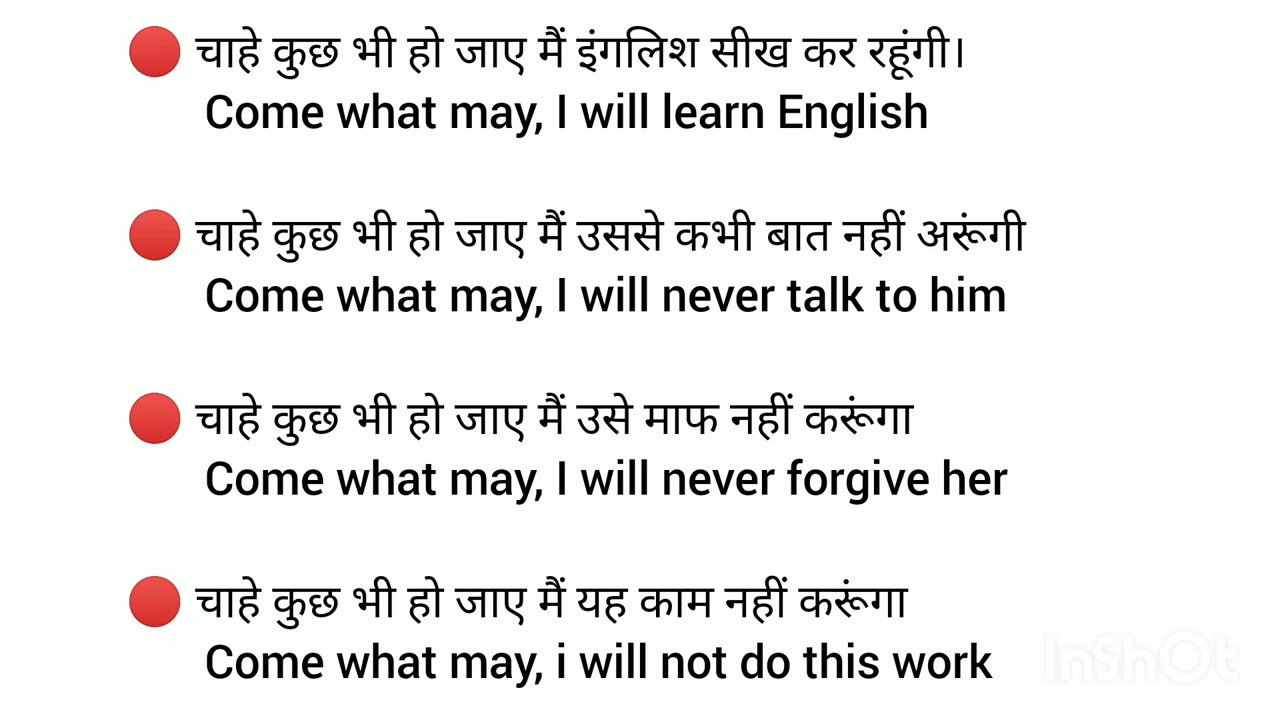 चाहे कुछ भी हो जाए मैं इंगलिश सीख कर रहूंगी।
Come what may, I will learn English
चाहे कुछ भी हो जाए मैं उससे कभी बात नहीं अरूंगी
Come what may, I will never talk to him
चाहे कुछ भी हो जाए मैं उसे माफ नहीं करूंगा
Come what may, I will never forgive her
चाहे कुछ भी हो जाए मैं यह काम नहीं करूंगा
Come what may, i will not do this work
InShOt